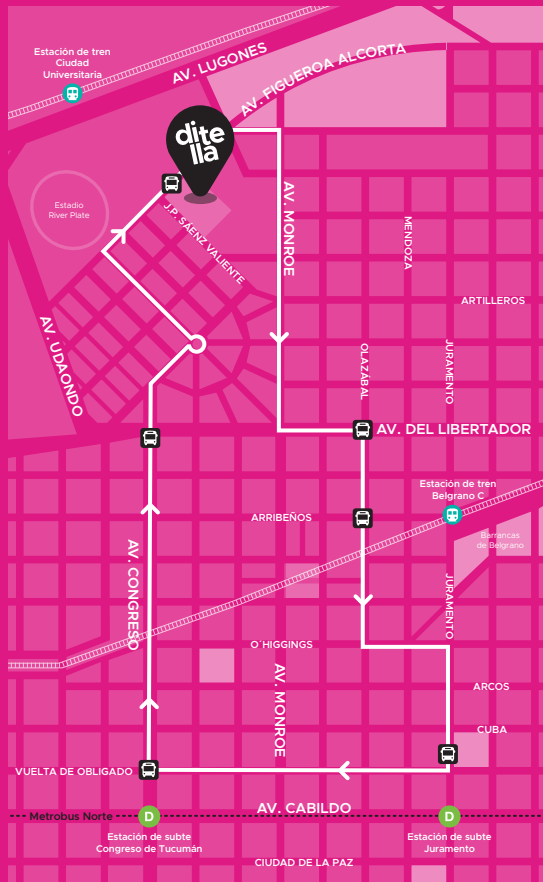 Estación de tren
Ciudad
Universitaria
AV. LUGONES
AV. FIGUEROA ALCORTA
dite
lla
Estadio
River Plate
J.P. SÁENZ VALIENTE
AV. MONROE
MENDOZA
ARTILLEROS
AV. UDAONDO
OLAZÁBAL
JURAMENTO
AV. DEL LIBERTADOR
Estación de tren
Belgrano C
ARRIBEÑOS
Barrancas
de Belgrano
AV. CONGRESO
JURAMENTO
O´HIGGINGS
AV. MONROE
ARCOS
CUBA
VUELTA DE OBLIGADO
AV. CABILDO
Metrobus Norte
D
D
Estación de subte
Congreso de Tucumán
Estación de subte
Juramento
CIUDAD DE LA PAZ